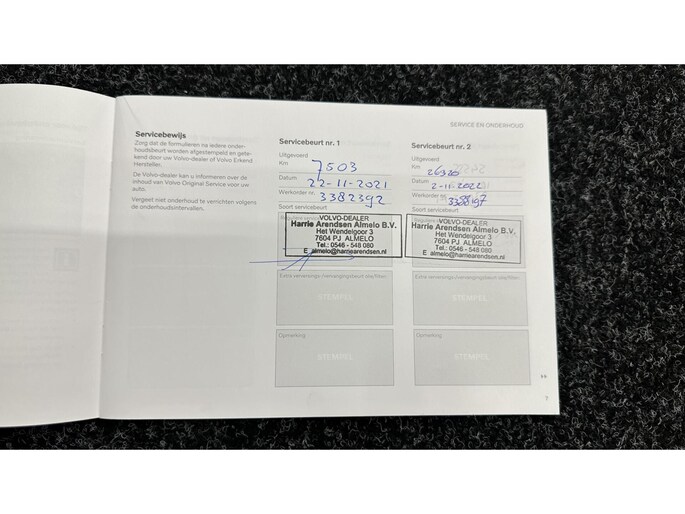 SERVICE EN ONDERHOUD
Servicebewijs
Zorg dat de formulieren na iedere onder-
houdsbeurt worden afgestempeld en gete-
kend door uw Volvo-dealer of Volvo Erkend
Hersteller.
De Volvo-dealer kan u informeren over de
inhoud van Volvo Original Service voor uw
auto.
Vergeet niet onderhoud te verrichten volgens
de onderhoudsintervallen.
Servicebeurt nr. 1
Uitgevoerd
Km 7503
Datum 22-11-2021
Werkorder nr. 3382392
Soort servicebeurt
VOLVO-DEALER
Harrie Arendsen Almelo B.V.
Het Wendelgoor 3
7604 PJ ALMELO
Tel.: 0546 - 548 080
E almelo@harriearendsen.nl
STEMPEL
Opmerking
STEMPEL
Servicebeurt nr. 2
Uitgevoerd
Km 26320
Datum 2-11-2022
Werkorder nr. 3388197
Soort servicebeurt
VOLVO-DEALER
Harrie Arendsen Almelo B.V.
Het Wendelgoor 3
7604 PJ ALMELO
Tel.: 0546 - 548 080
E. almelo@harriearendsen.nl
STEMPEL
Opmerking
STEMPEL